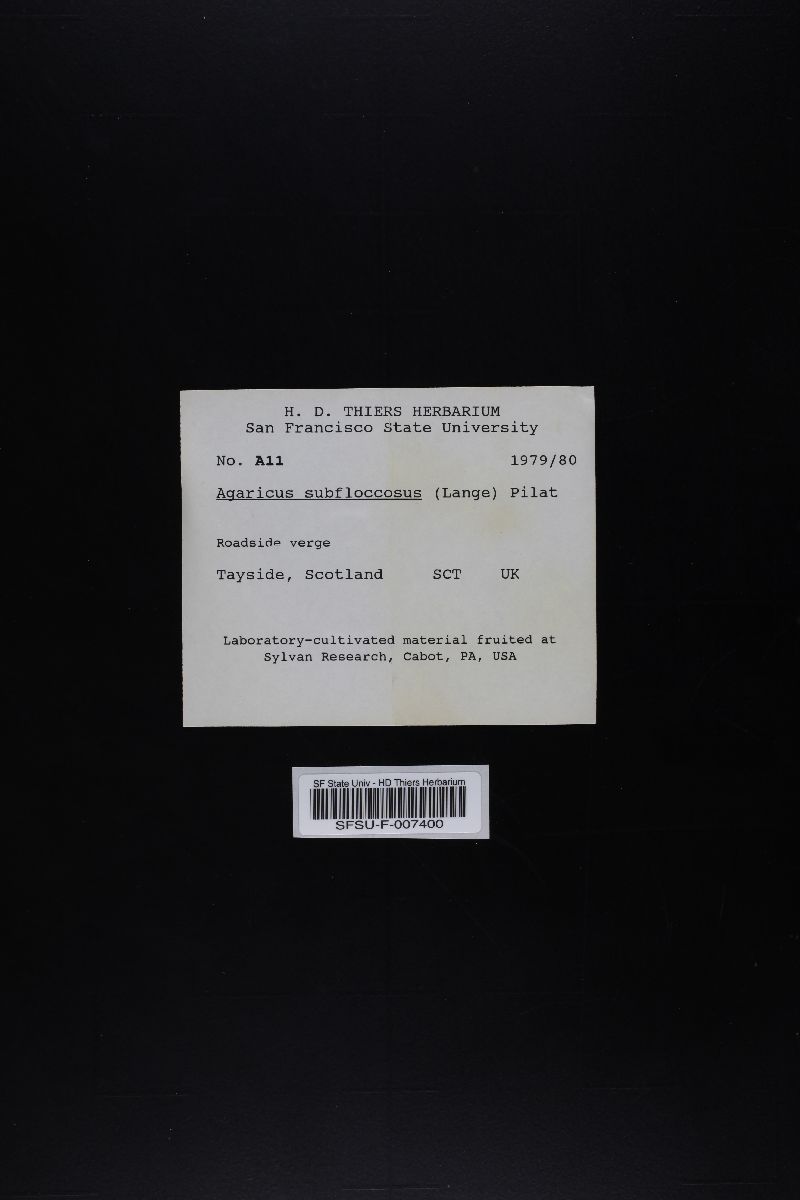 H. D. THIERS HERBARIUM
San Francisco State University
No. A11 1979/80
Agaricus subfloccosus (Lange) Pilat
Roadside verge
Tayside, Scotland SCT UK
Laboratory-cultivated material fruited at
Sylvan Research, Cabot, PA, USA
SF State Univ - HD Thiers Herbarium
SFSU-F-007400